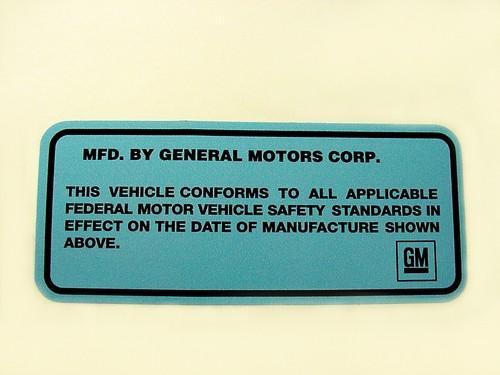 MFD. BY GENERAL MOTORS CORP.
THIS VEHICLE CONFORMS TO ALL APPLICABLE
FEDERAL MOTOR VEHICLE SAFETY STANDARDS IN
EFFECT ON THE DATE OF MANUFACTURE SHOWN
ABOVE.
GM